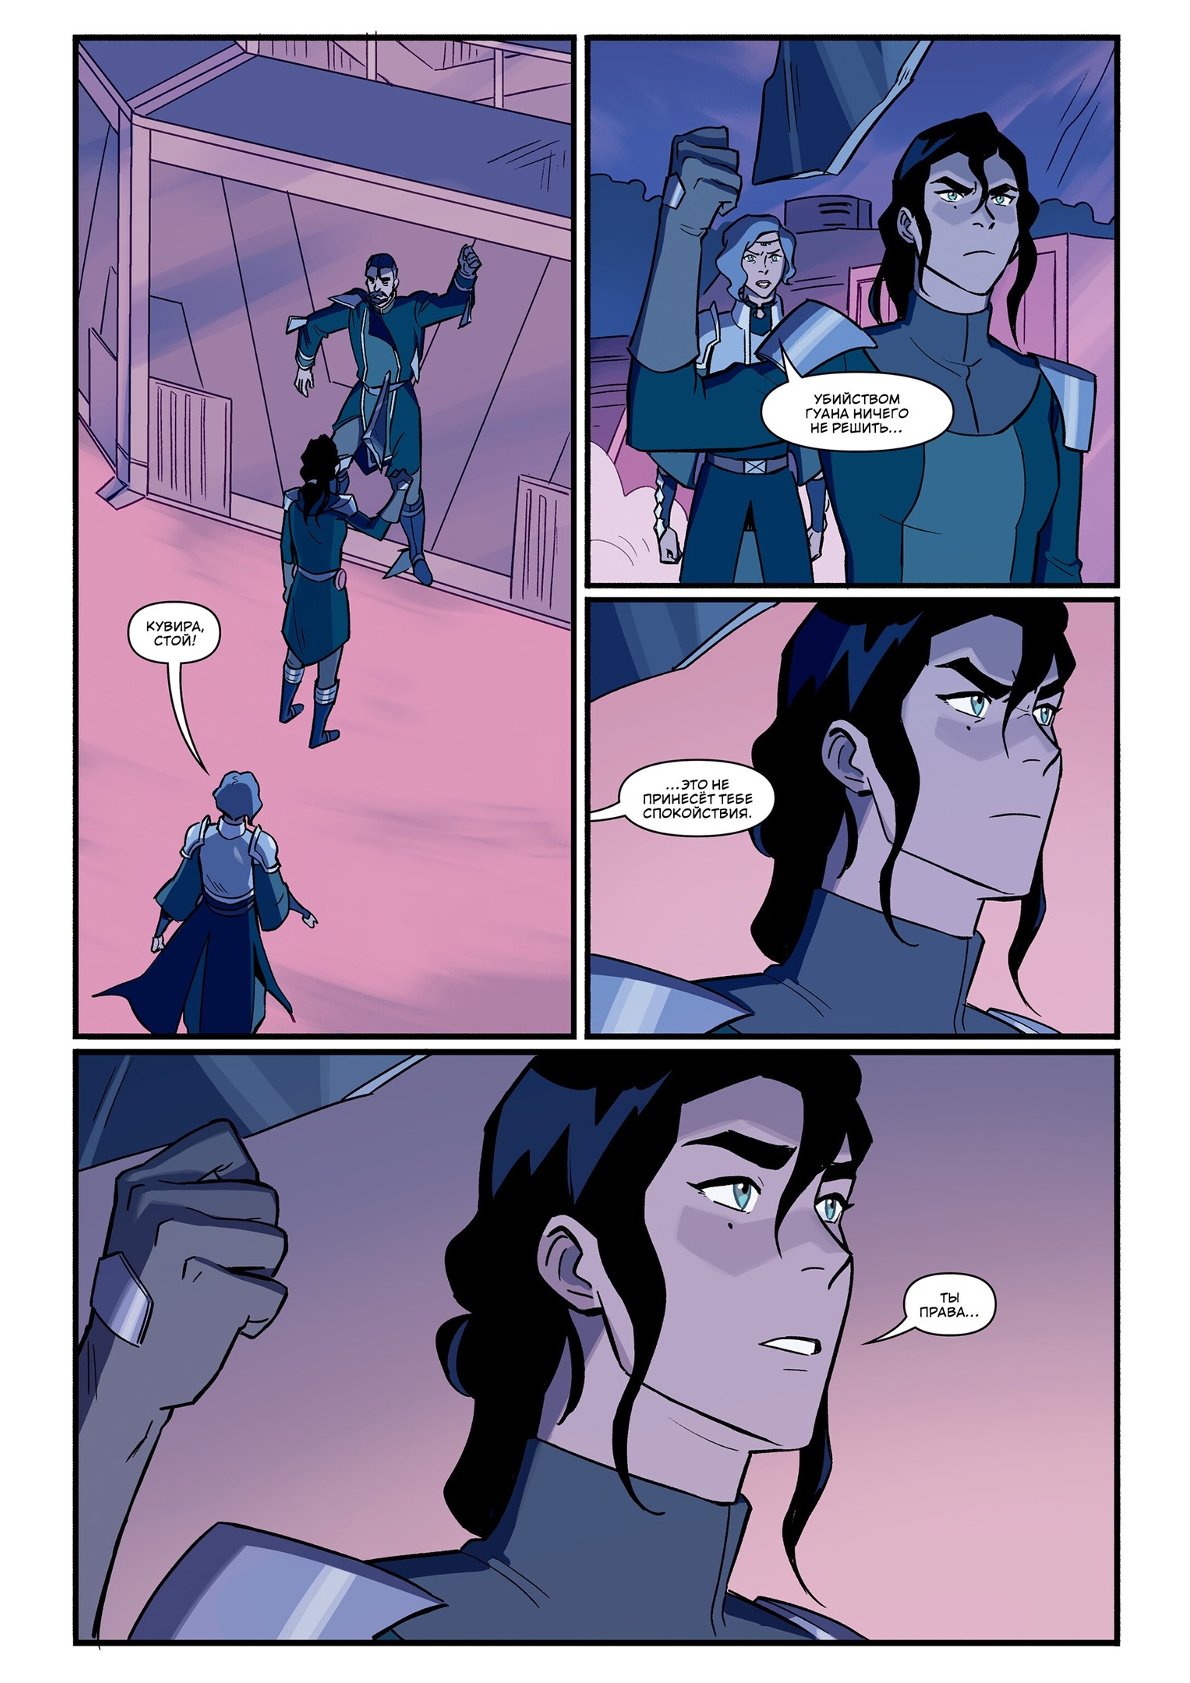 КУВИРА,
СТОЙ!
УБИЙСТВОМ
ГУАНА НИЧЕГО
НЕ РЕШИТЬ...
...ЭТО НЕ
ПРИНЕСЁТ ТЕБЕ
СПОКОЙСТВИЯ.
ТЫ
ПРАВА...